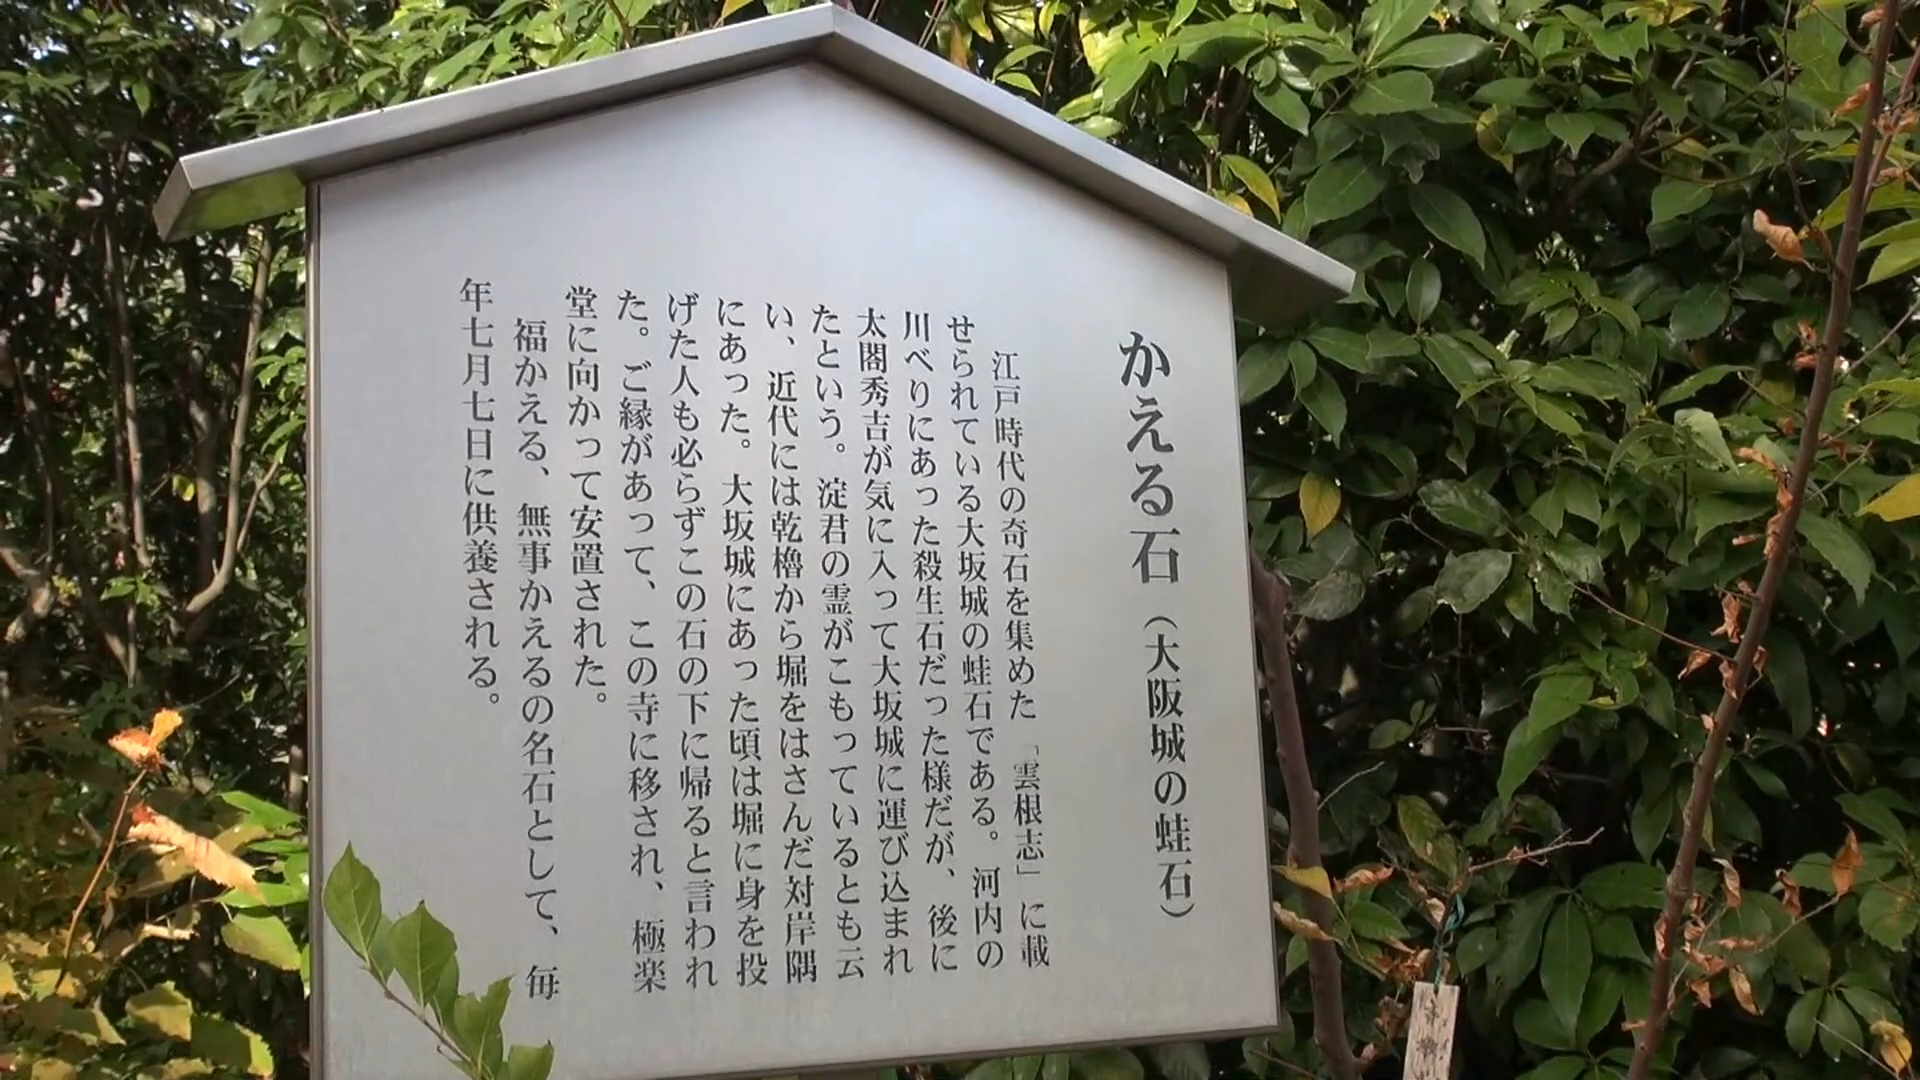 かえる石（大阪城の蛙石）
江戸時代の奇石を集めた「雲根志」に載
せられている大坂城の蛙石である。河内の
川べりにあった殺生石だった様だが、後に
太閤秀吉が気に入って大坂城に運び込まれ
たという。淀君の霊がこもっているとも云
い、近代には乾櫓から堀をはさんだ対岸隅
にあった。大坂城にあった頃は堀に身を投
げた人も必らずこの石の下に帰ると言われ
た。ご縁があって、この寺に移され、極楽
堂に向かって安置された。
福かえる、無事かえるの名石として、毎
年七月七日に供養される。